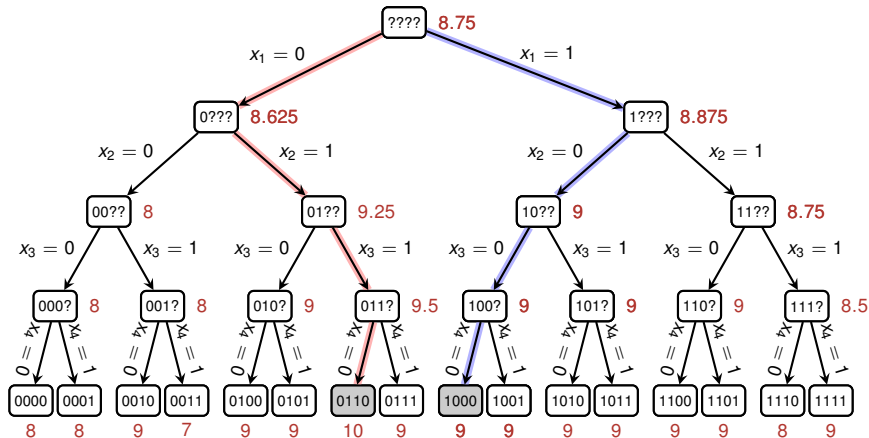 ???? 8.75
x₁ = 0 x₁ = 1
0??? 8.625 1??? 8.875
x₂ = 0 x₂ = 1 x₂ = 0 x₂ = 1
00?? 8 01?? 9.25 10?? 9 11?? 8.75
x₃ = 0 x₃ = 1 x₃ = 0 x₃ = 1 x₃ = 0 x₃ = 1 x₃ = 0 x₃ = 1
000? 8 001? 8 010? 9 011? 9.5 100? 9 101? 9 110? 9 111? 8.5
x₄ = 0 x₄ = 1 x₄ = 0 x₄ = 1 x₄ = 0 x₄ = 1 x₄ = 0 x₄ = 1 x₄ = 0 x₄ = 1 x₄ = 0 x₄ = 1 x₄ = 0 x₄ = 1 x₄ = 0 x₄ = 1
0000 0001 0010 0011 0100 0101 0110 0111 1000 1001 1010 1011 1100 1101 1110 1111
8 8 9 7 9 9 10 9 9 9 9 9 9 9 8 9